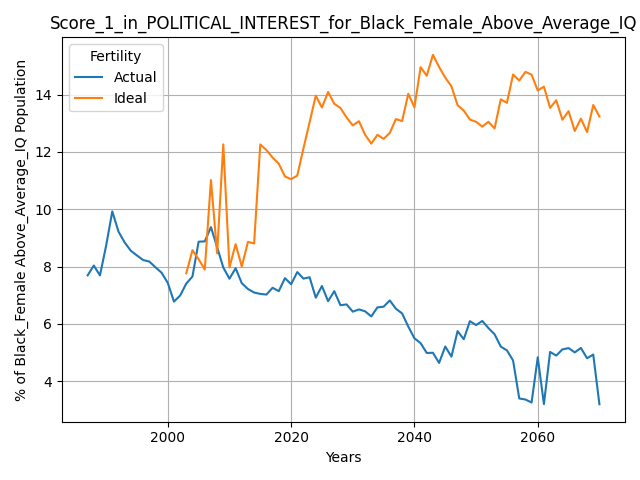 Score_1_in_POLITICAL_INTEREST_for_Black_Female_Above_Average_IQ
Fertility
Actual
Ideal
% of Black_Female Above_Average_IQ Population
14
12
10
8
6
4
2000
2020
2040
2060
Years